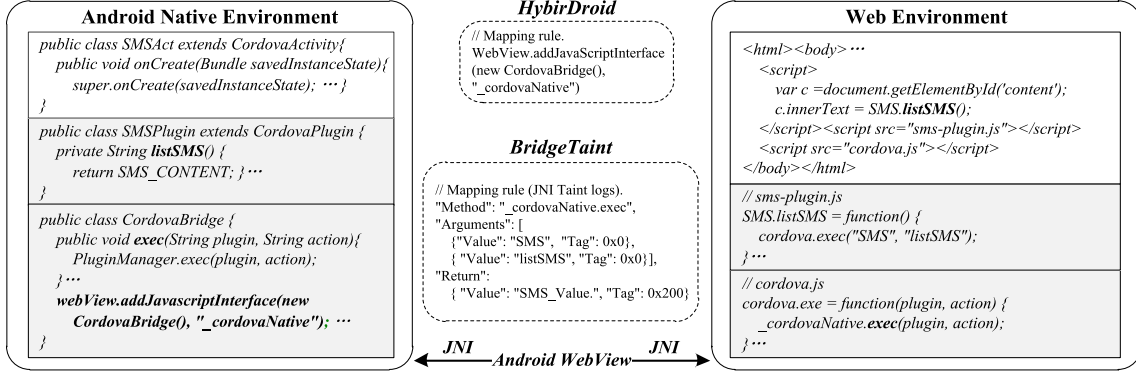 Android Native Environment
public class SMSAct extends CordovaActivity{
public void onCreate(Bundle savedInstanceState){
super.onCreate(savedInstanceState); ··· }
}
public class SMSPlugin extends CordovaPlugin {
private String listSMS() {
return SMS_CONTENT; }···
}
public class CordovaBridge {
public void exec(String plugin, String action){
PluginManager.exec(plugin, action);
}···
webView.addJavascriptInterface(new
CordovaBridge(), "_cordovaNative"); ···
}
HybirDroid
// Mapping rule.
WebView.addJavaScriptInterface
(new CordovaBridge(),
"_cordovaNative")
BridgeTaint
// Mapping rule (JNI Taint logs).
"Method": "_cordovaNative.exec",
"Arguments": [
{"Value": "SMS", "Tag": 0x0},
{ "Value": "listSMS", "Tag": 0x0}],
"Return":
{ "Value": "SMS_Value.", "Tag": 0x200}
JNI Android WebView JNI
Web Environment
<html><body>···
<script>
var c =document.getElementById('content');
c.innerText = SMS.listSMS();
</script><script src="sms-plugin.js"></script>
<script src="cordova.js"></script>
</body></html>
// sms-plugin.js
SMS.listSMS = function() {
cordova.exec("SMS", "listSMS");
}···
// cordova.js
cordova.exe = function(plugin, action) {
_cordovaNative.exec(plugin, action);
}···